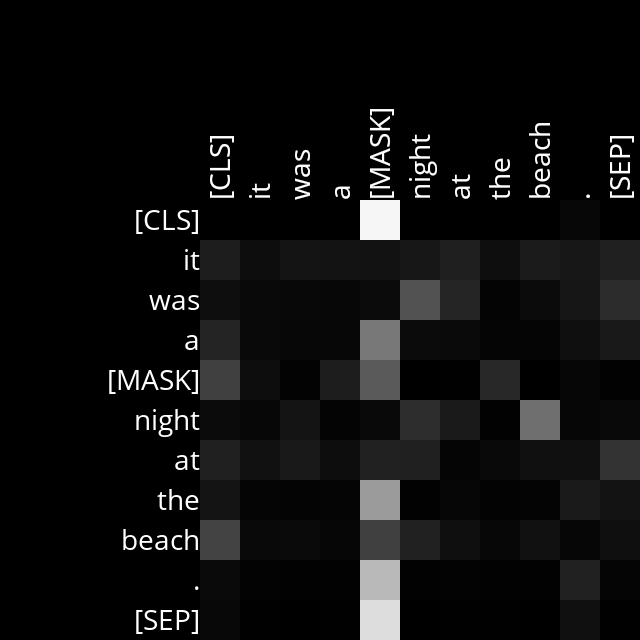 [CLS] it was a [MASK] night at the beach . [SEP]
[CLS]
it
was
a
[MASK]
night
at
the
beach
.
[SEP]